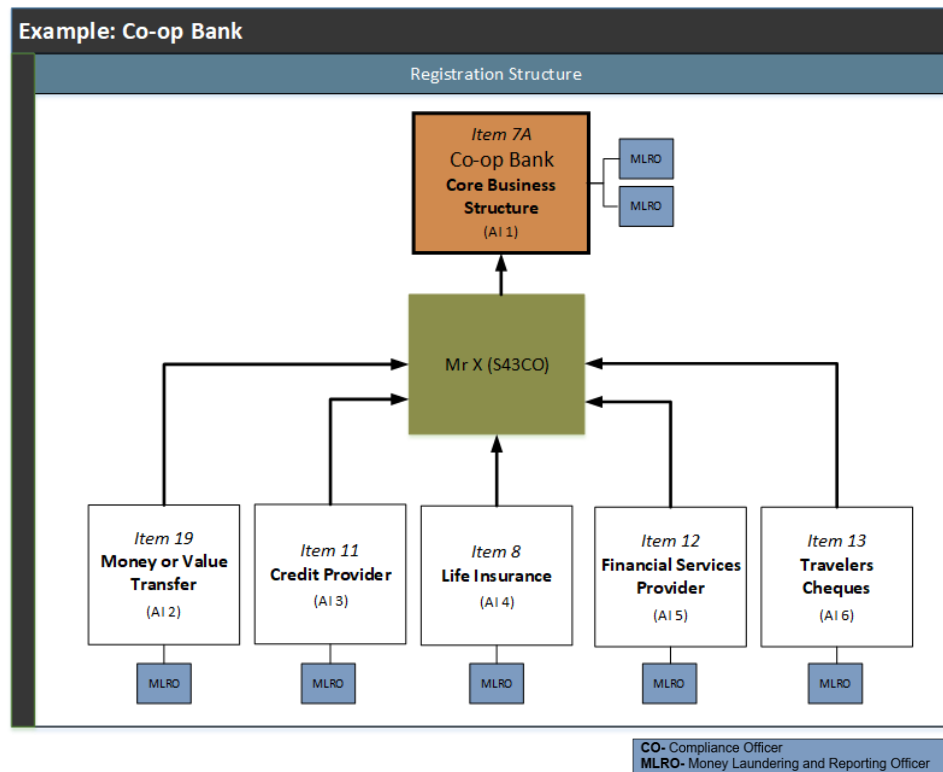 Example: Co-op Bank
Registration Structure
Item 7A
Co-op Bank
Core Business
Structure
(AI 1)
MLRO
MLRO
Mr X (S43CO)
Item 19
Money or Value
Transfer
(AI 2)
Item 11
Credit Provider
(AI 3)
Item 8
Life Insurance
(AI 4)
Item 12
Financial Services
Provider
(AI 5)
Item 13
Travelers
Cheques
(AI 6)
MLRO
MLRO
MLRO
MLRO
MLRO
CO- Compliance Officer
MLRO- Money Laundering and Reporting Officer